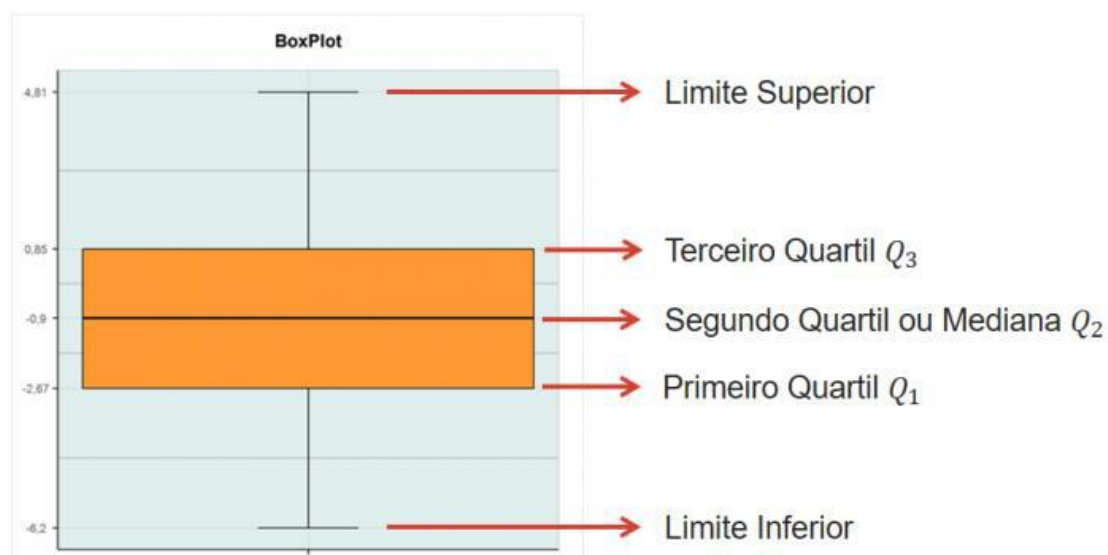 BoxPlot
4,81
Limite Superior
0,85
Terceiro Quartil Q₃
-0,9
Segundo Quartil ou Mediana Q₂
-2,67
Primeiro Quartil Q₁
-6,2
Limite Inferior